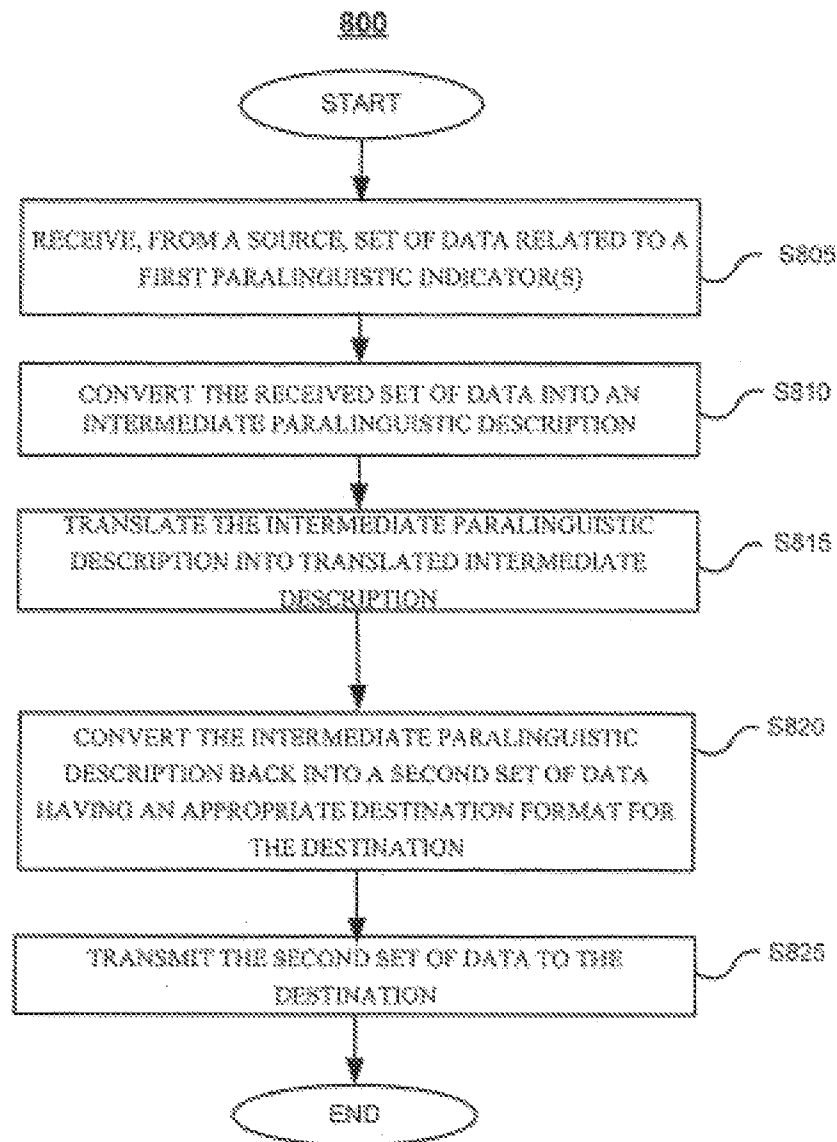 800
START
RECEIVE, FROM A SOURCE, SET OF DATA RELATED TO A
FIRST PARALINGUISTIC INDICATOR(S)
S805
CONVERT THE RECEIVED SET OF DATA INTO AN
INTERMEDIATE PARALINGUISTIC DESCRIPTION
S810
TRANSLATE THE INTERMEDIATE PARALINGUISTIC
DESCRIPTION INTO TRANSLATED INTERMEDIATE
DESCRIPTION
S815
CONVERT THE INTERMEDIATE PARALINGUISTIC
DESCRIPTION BACK INTO A SECOND SET OF DATA
HAVING AN APPROPRIATE DESTINATION FORMAT FOR
THE DESTINATION
S820
TRANSMIT THE SECOND SET OF DATA TO THE
DESTINATION
S825
END